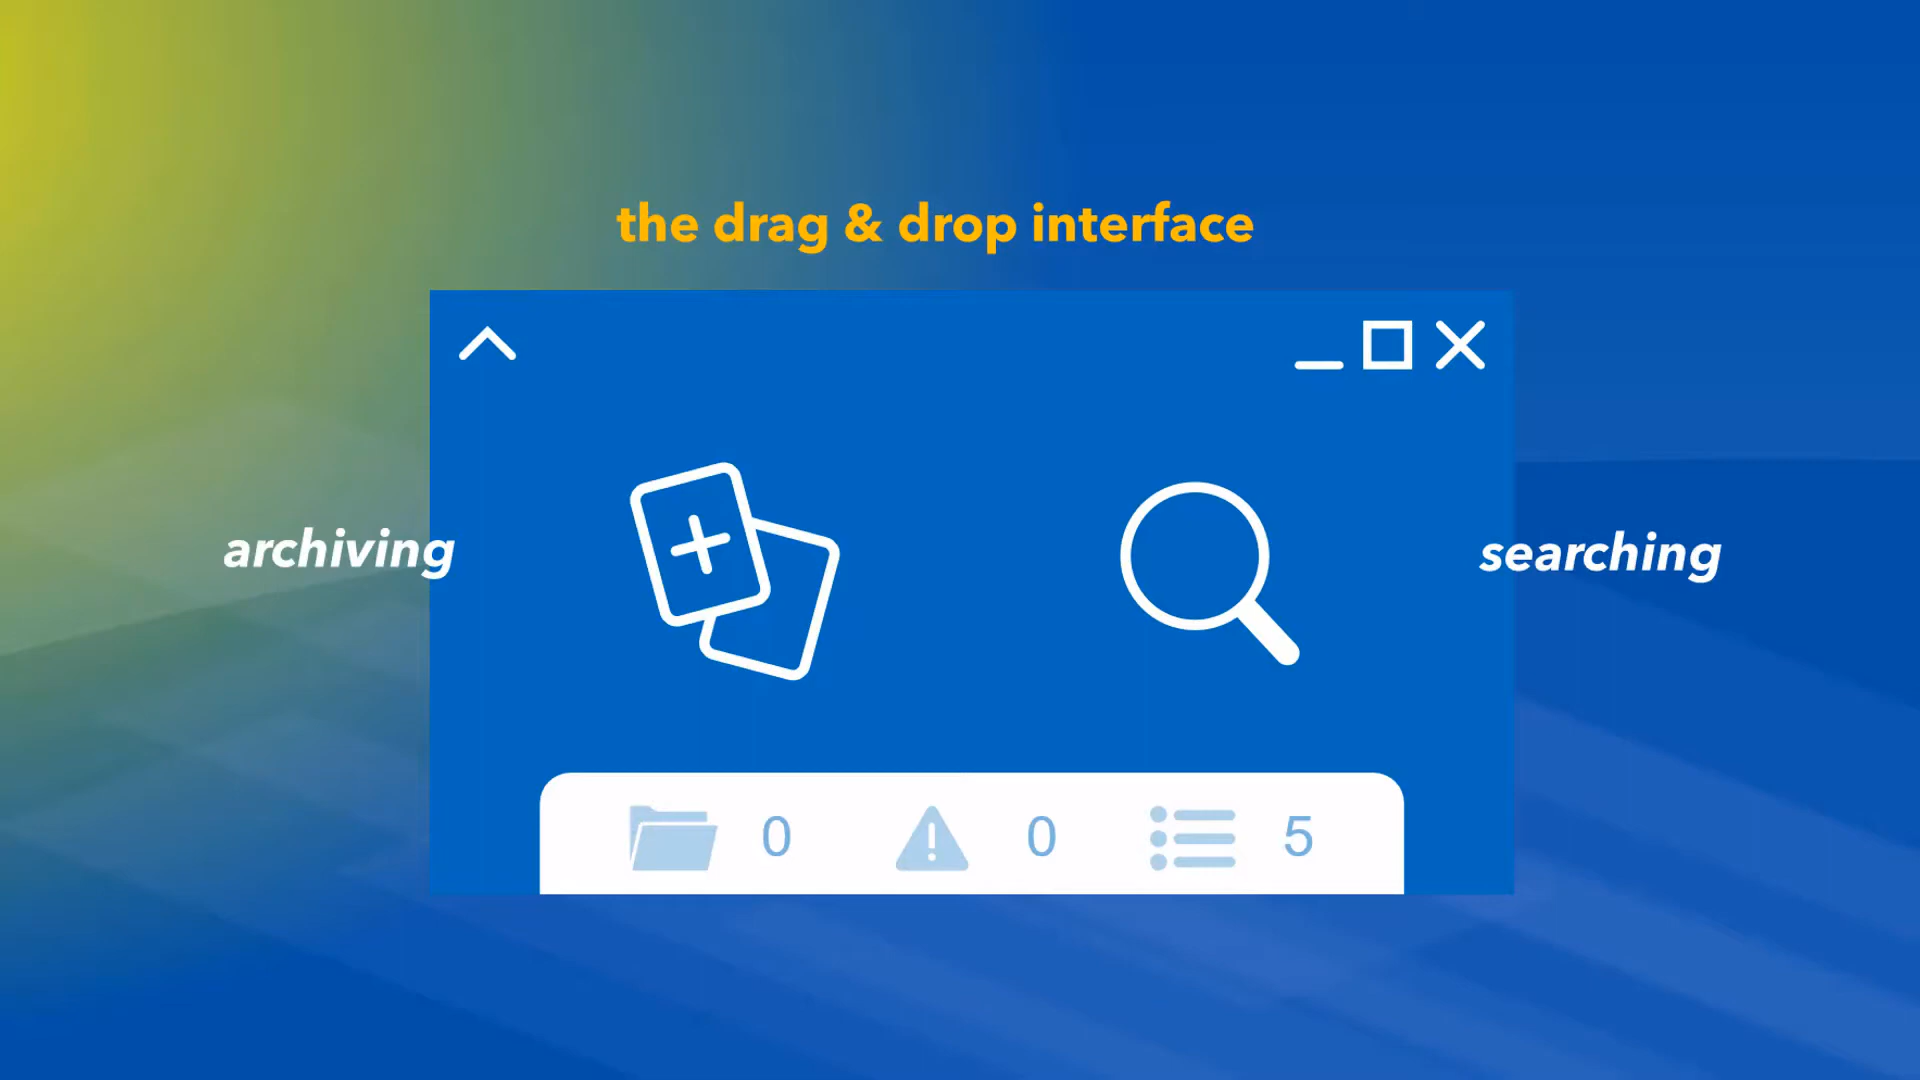 the drag & drop interface
archiving
searching
0 0 5